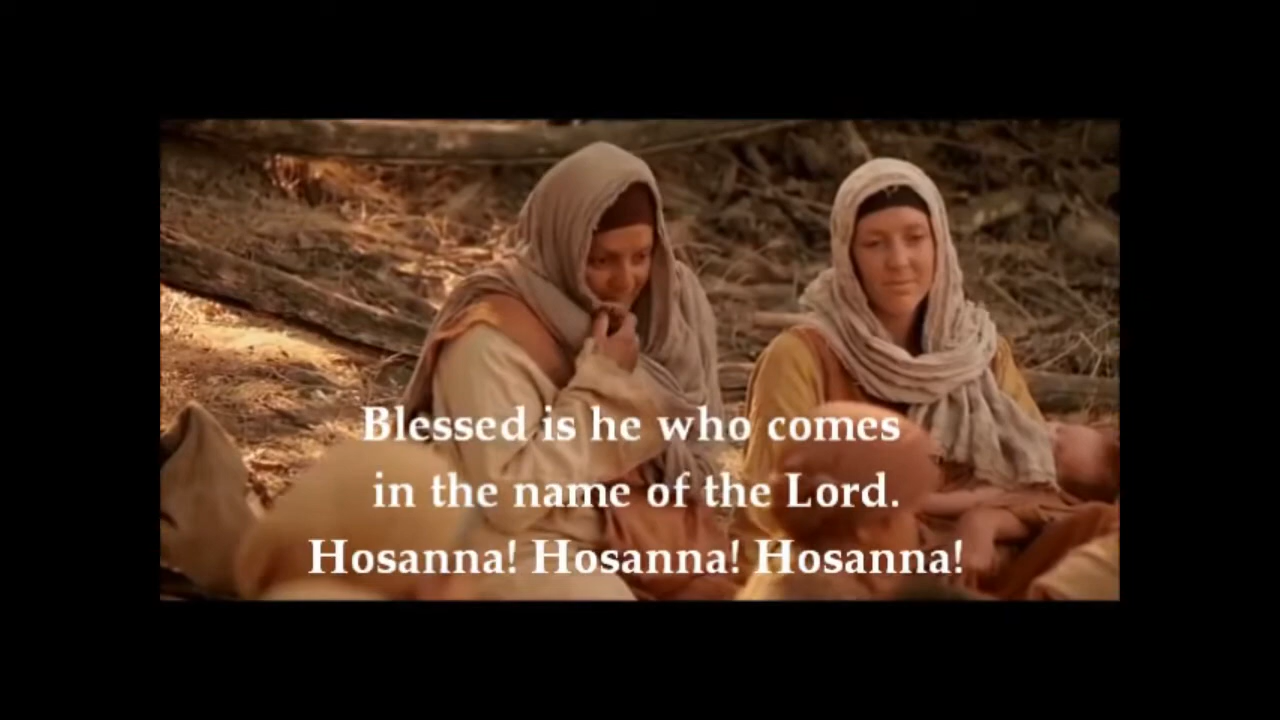 Blessed is he who comes
in the name of the Lord.
Hosanna! Hosanna! Hosanna!